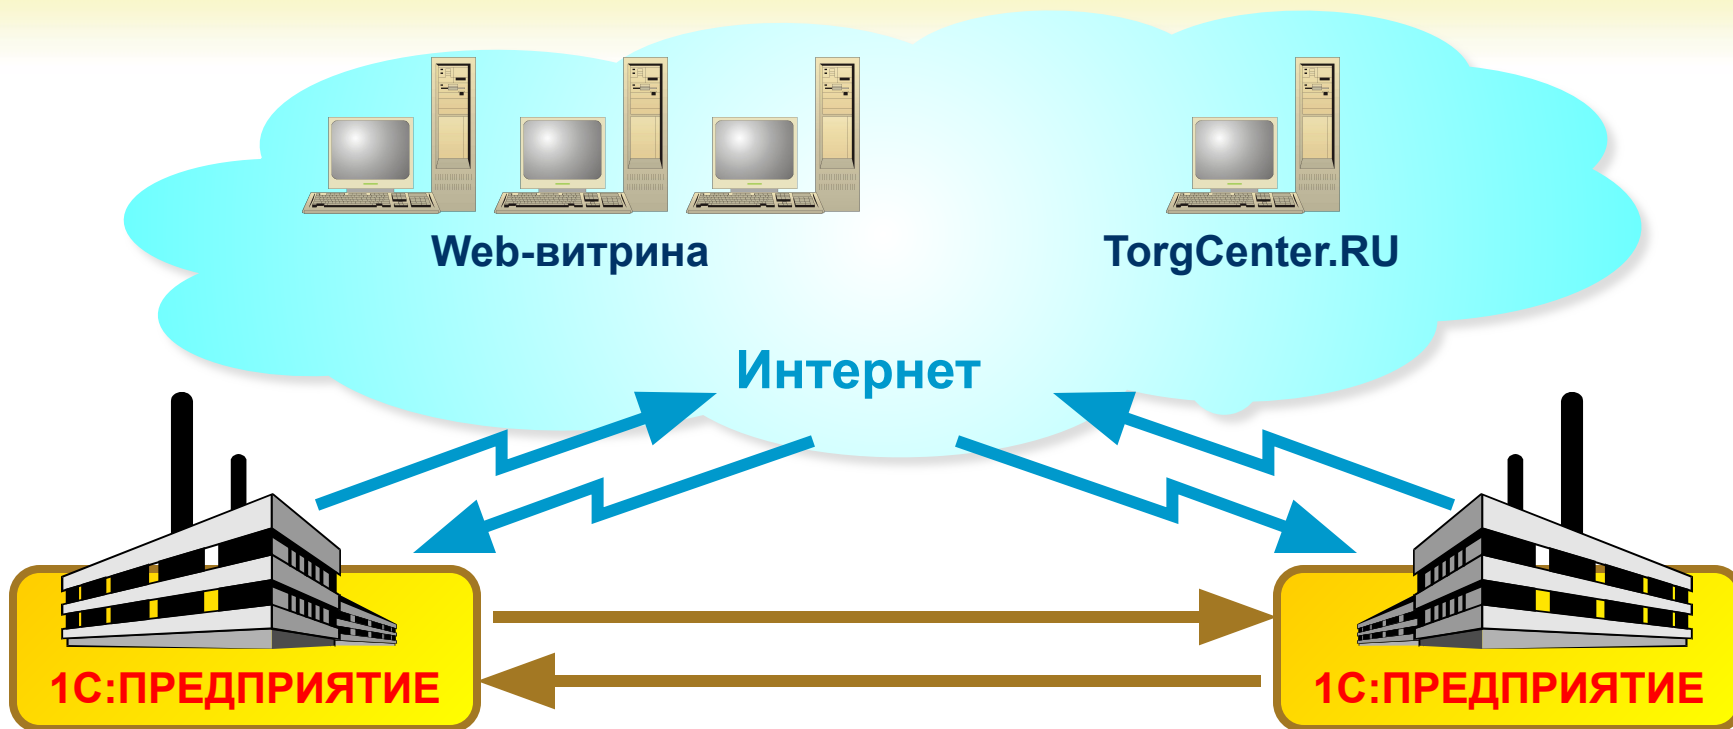 Web-витрина
TorgCenter.RU
Интернет
1С:ПРЕДПРИЯТИЕ
1С:ПРЕДПРИЯТИЕ